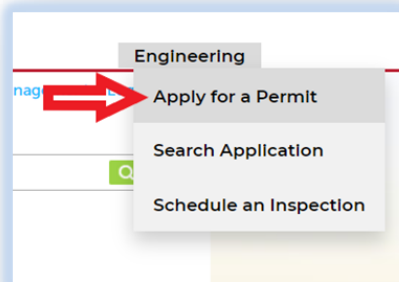 Engineering
Apply for a Permit
Search Application
Schedule an Inspection